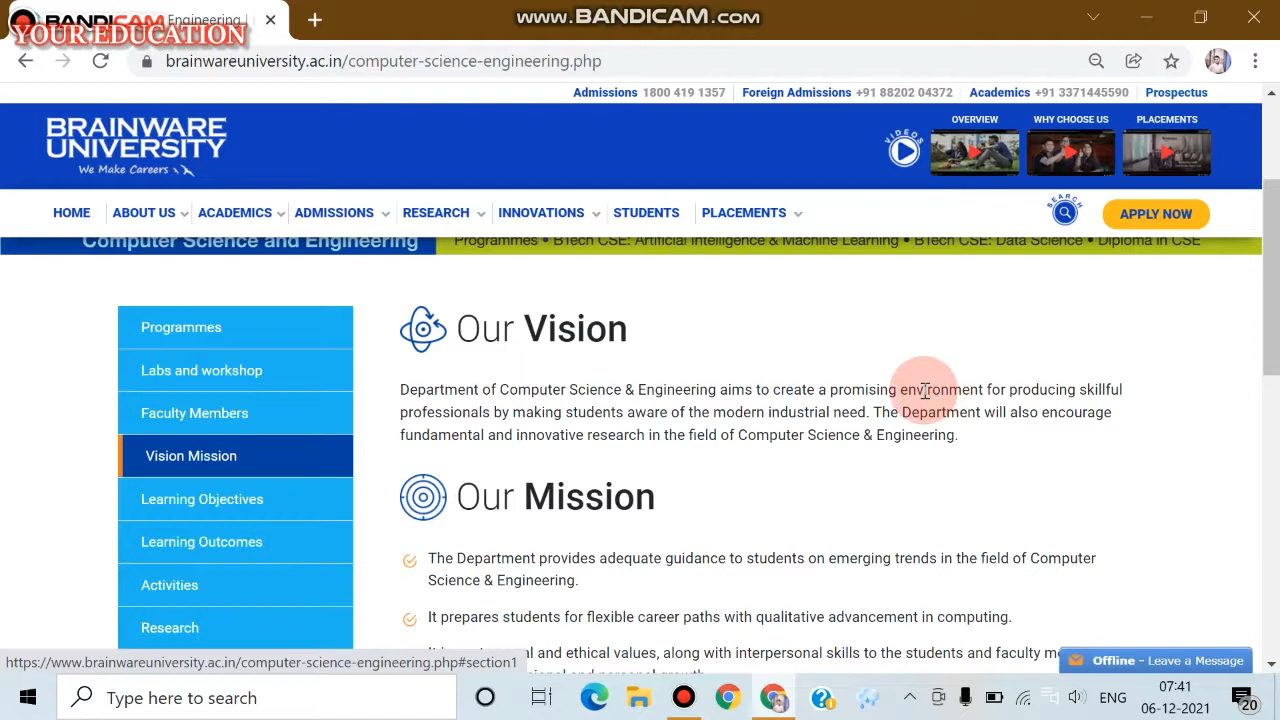 www.BANDICAM.com
BANDICAM Engineering
YOUR EDUCATION
brainwareuniversity.ac.in/computer-science-engineering.php
Admissions 1800 419 1357 Foreign Admissions +91 88202 04372 Academics +91 3371445590 Prospectus
BRAINWARE
UNIVERSITY
We Make Careers
VIDEOS
OVERVIEW WHY CHOOSE US PLACEMENTS
HOME ABOUT US ACADEMICS ADMISSIONS RESEARCH INNOVATIONS STUDENTS PLACEMENTS SEARCH APPLY NOW
Computer Science and Engineering Programmes • BTech CSE: Artificial Intelligence & Machine Learning • BTech CSE: Data Science • Diploma in CSE
Programmes
Labs and workshop
Faculty Members
Vision Mission
Learning Objectives
Learning Outcomes
Activities
Research
Our Vision
Department of Computer Science & Engineering aims to create a promising environment for producing skillful
professionals by making students aware of the modern industrial need. The Department will also encourage
fundamental and innovative research in the field of Computer Science & Engineering.
Our Mission
The Department provides adequate guidance to students on emerging trends in the field of Computer
Science & Engineering.
It prepares students for flexible career paths with qualitative advancement in computing.
and ethical values, along with interpersonal skills to the students and faculty
https://www.brainwareuniversity.ac.in/computer-science-engineering.php#section1
Offline - Leave a Message
Type here to search
ENG
07:41
06-12-2021
20